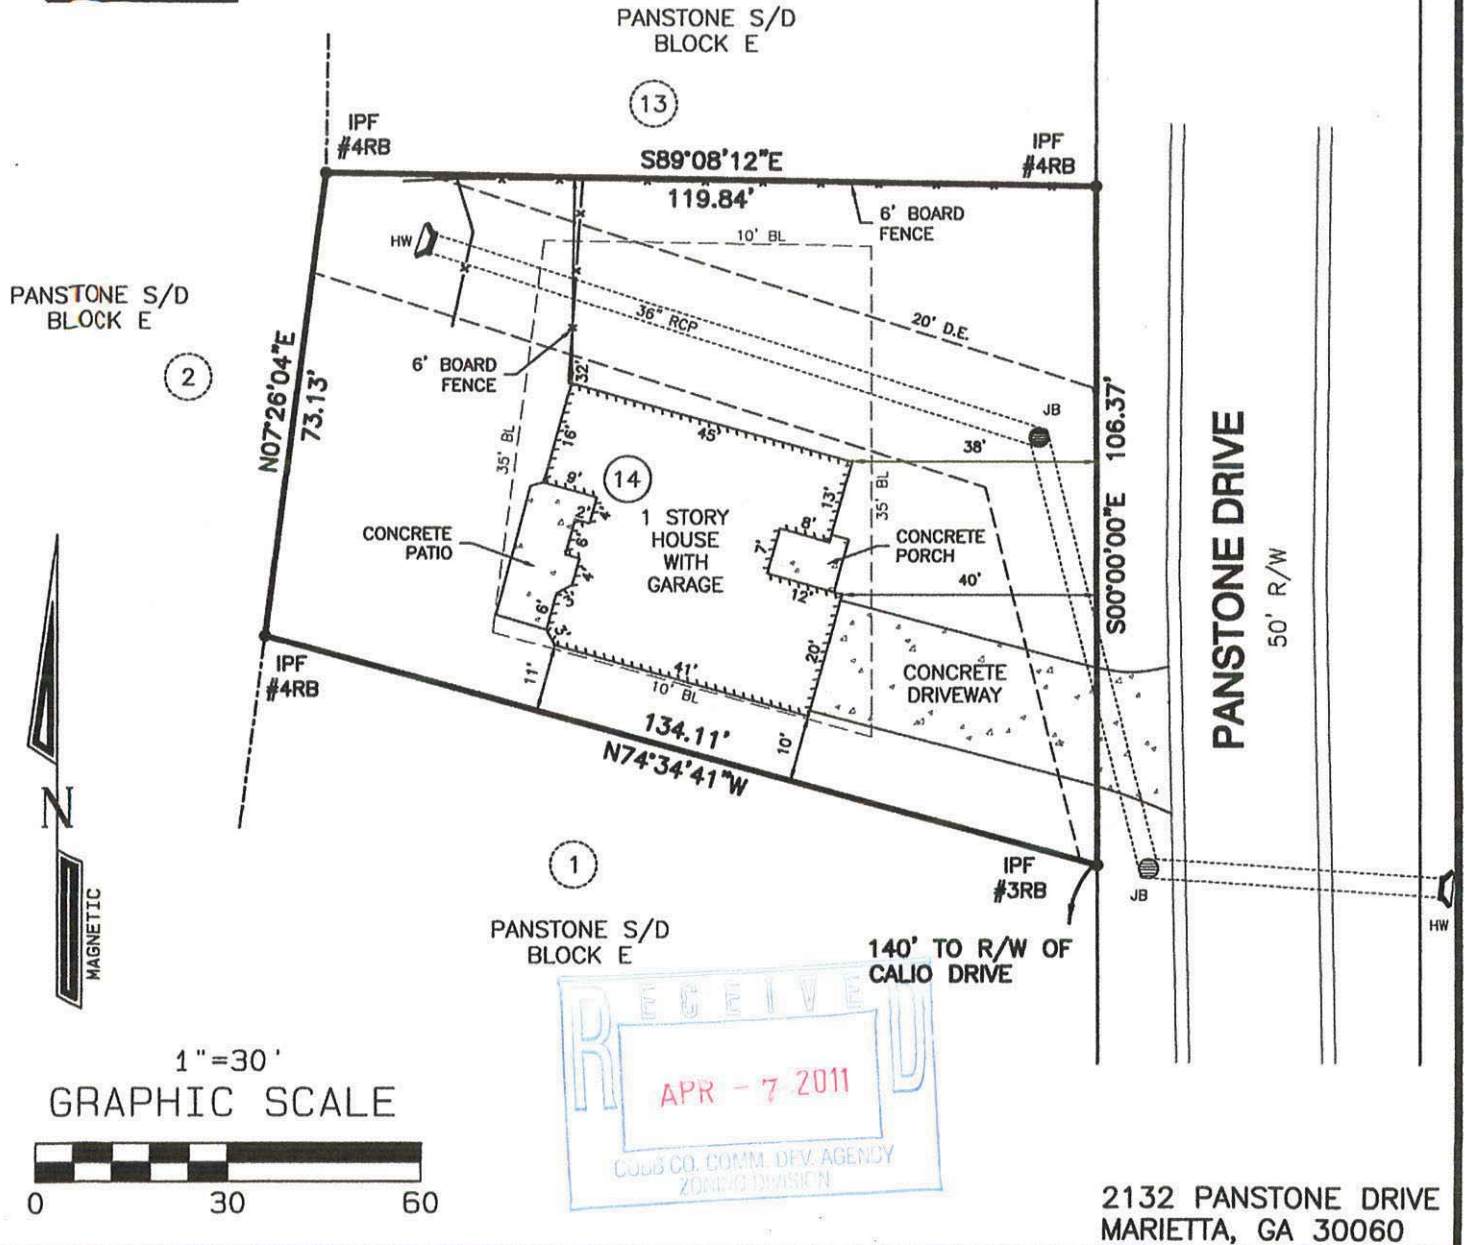 PANSTONE S/D
BLOCK E
13
IPF
#4RB
S89°08'12"E
119.84'
IPF
#4RB
6' BOARD
FENCE
10' BL
HW
PANSTONE S/D
BLOCK E
2
N07°26'04"E
73.13'
36" RCP
20' D.E.
6' BOARD
FENCE
32'
35' BL
16'
45'
38'
JB
S00°00'00"E 106.37'
PANSTONE DRIVE
50' R/W
14
9'
4'
2'
6'
4'
3'
6'
3'
1 STORY
HOUSE
WITH
GARAGE
13'
8'
7'
12'
35' BL
CONCRETE
PATIO
CONCRETE
PORCH
40'
20'
CONCRETE
DRIVEWAY
41'
10' BL
11'
10'
134.11'
N74°34'41"W
IPF
#4RB
N
MAGNETIC
1
PANSTONE S/D
BLOCK E
IPF
#3RB
JB
HW
140' TO R/W OF
CALIO DRIVE
RECEIVED
APR - 7 2011
COBB CO. COMM. DEV. AGENCY
ZONING DIVISION
1"=30'
GRAPHIC SCALE
0 30 60
2132 PANSTONE DRIVE
MARIETTA, GA 30060